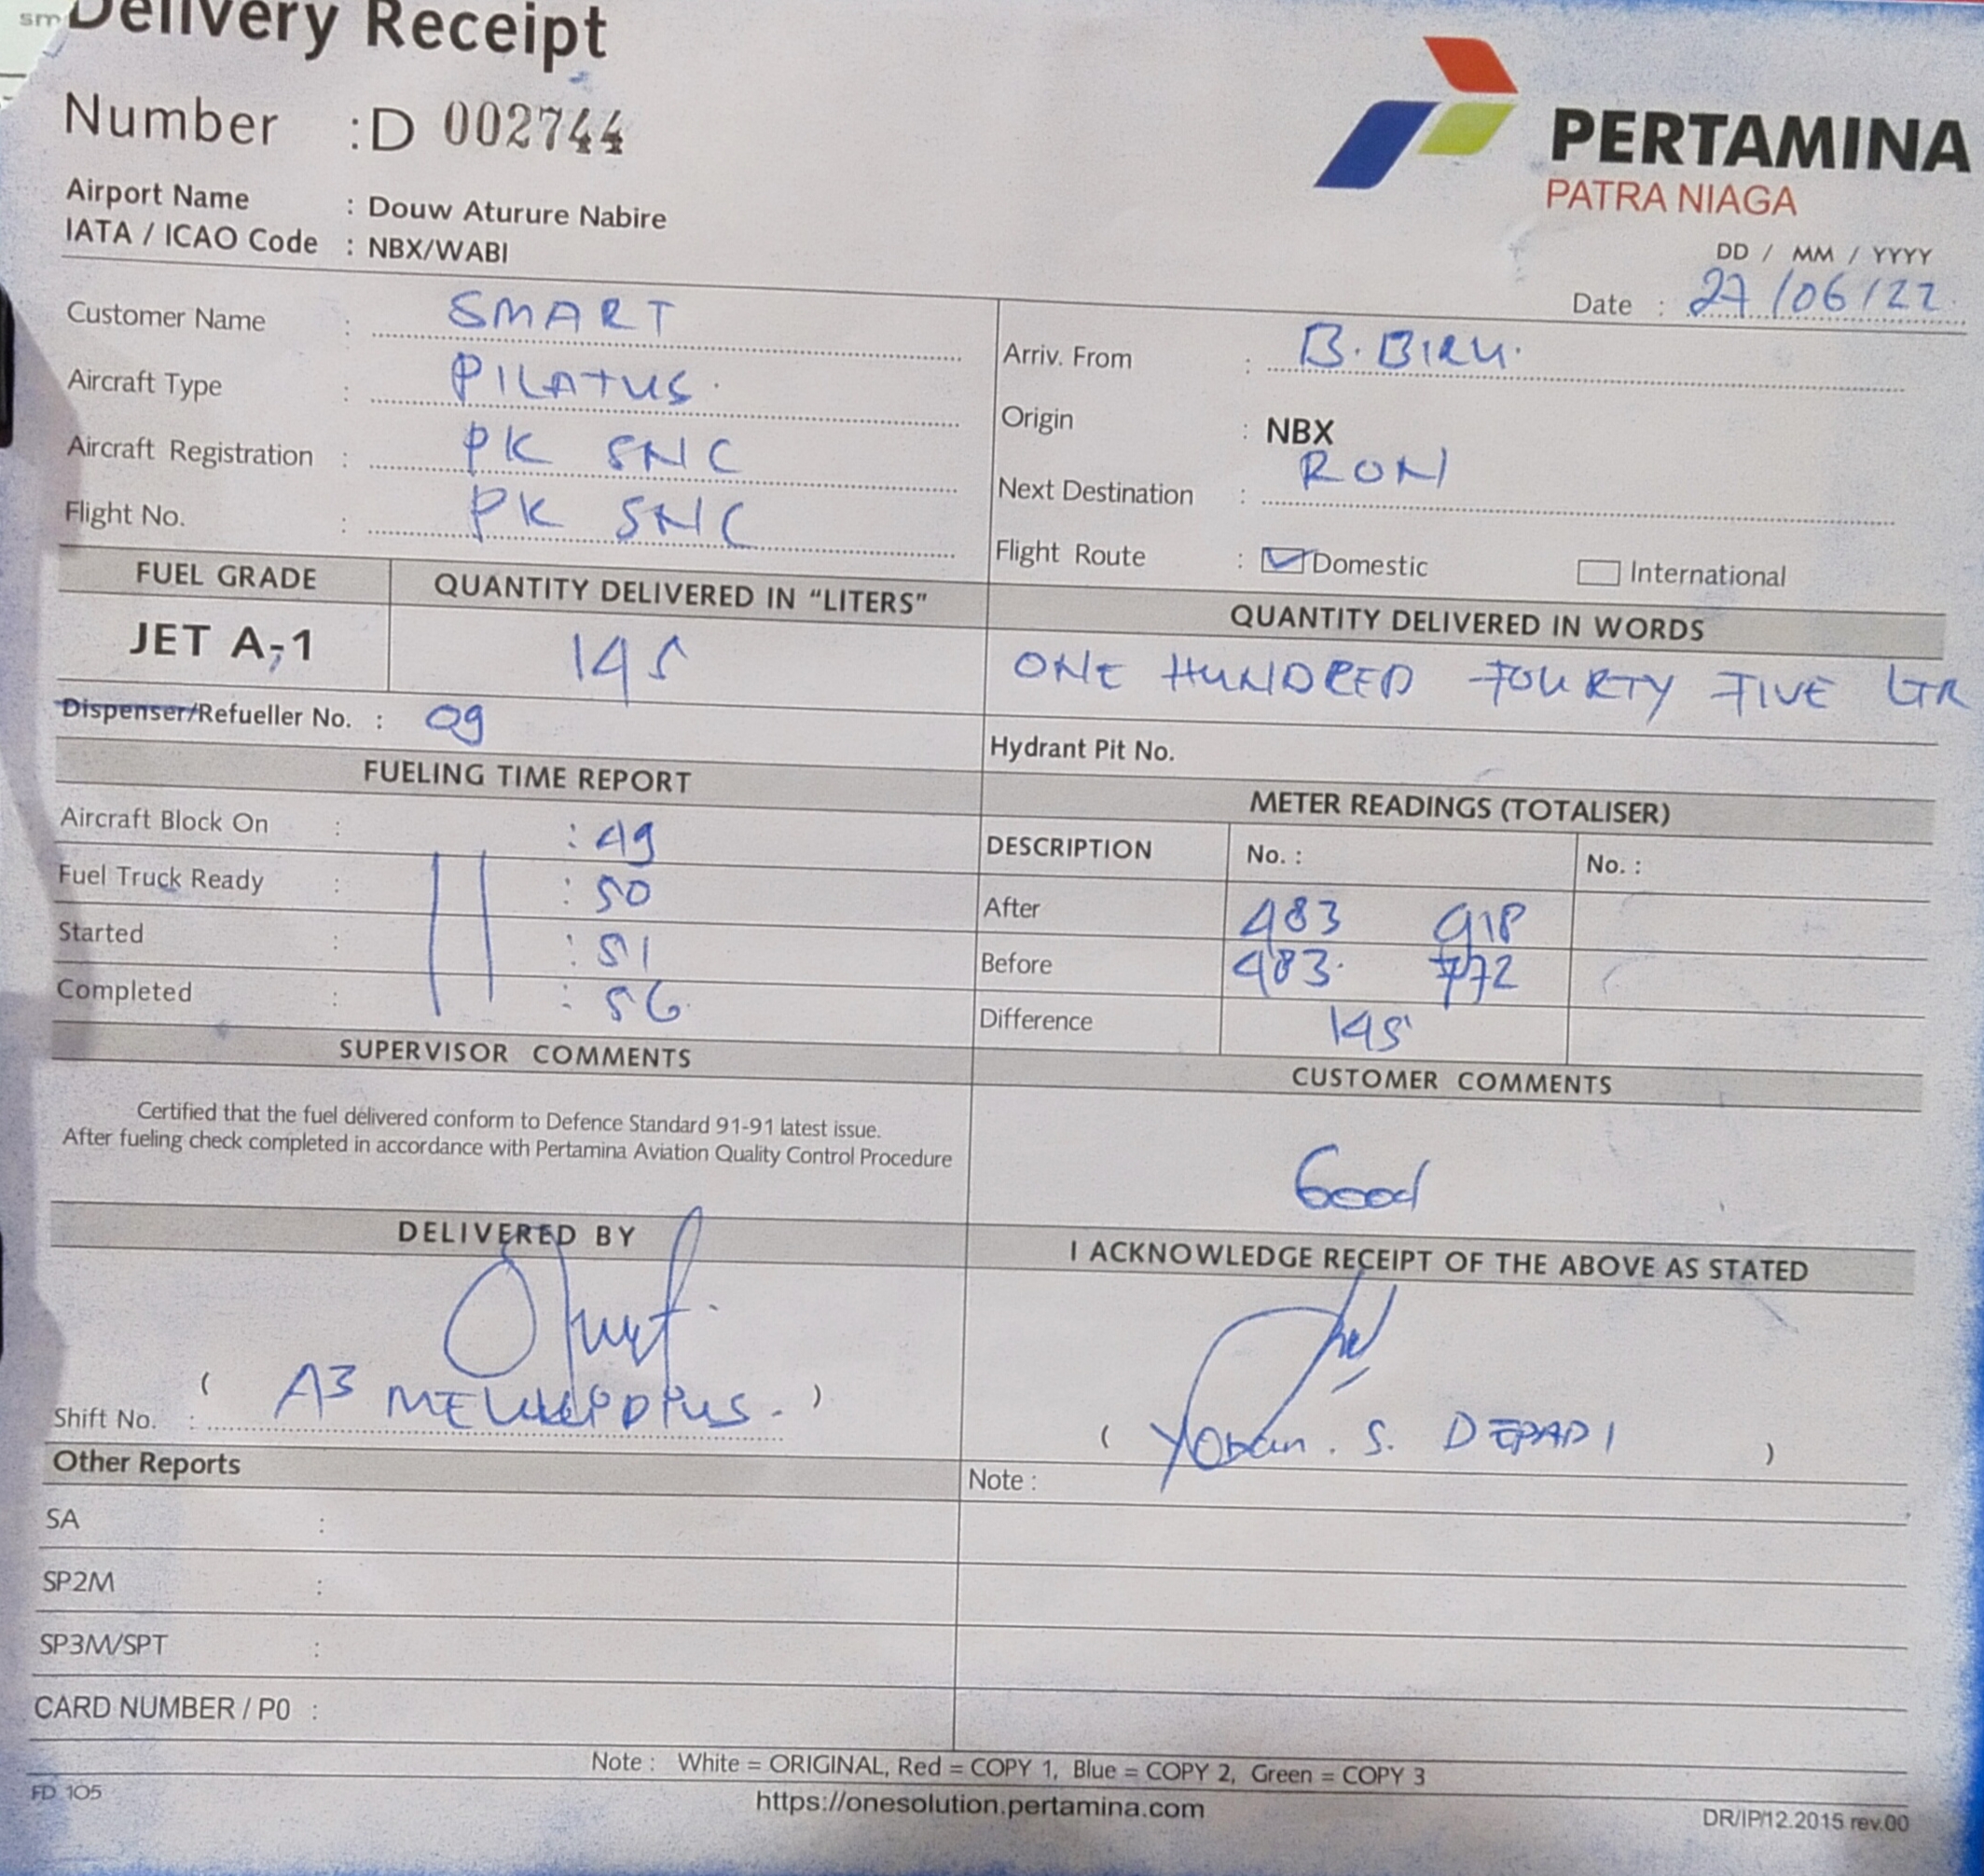 sm
Delivery Receipt
Number : D 002744
PERTAMINA
PATRA NIAGA
Airport Name : Douw Aturure Nabire
IATA / ICAO Code : NBX/WABI
DD / MM / YYYY
Date : 27/06/22
Customer Name : SMART
Aircraft Type : PILATUS.
Aircraft Registration : PK SNC
Flight No. : PK SNC
Arriv. From : B. BIRU.
Origin : NBX
Next Destination : RON
Flight Route : Domestic International
FUEL GRADE QUANTITY DELIVERED IN "LITERS" QUANTITY DELIVERED IN WORDS
JET A-1 145 ONE HUNDRED FOURTY FIVE LTR
Dispenser/Refueller No. : 09
Hydrant Pit No.
FUELING TIME REPORT
Aircraft Block On : : 49
Fuel Truck Ready : : 50
Started : : 51
Completed : : 56
METER READINGS (TOTALISER)
DESCRIPTION No. : No. :
After 483 918
Before 483. 772
Difference 145
SUPERVISOR COMMENTS
Certified that the fuel delivered conform to Defence Standard 91-91 latest issue.
After fueling check completed in accordance with Pertamina Aviation Quality Control Procedure
CUSTOMER COMMENTS
Good
DELIVERED BY
( A3 )
Shift No. :
I ACKNOWLEDGE RECEIPT OF THE ABOVE AS STATED
( S. )
Other Reports
Note :
SA :
SP2M :
SP3M/SPT :
CARD NUMBER / P0 :
Note : White = ORIGINAL, Red = COPY 1, Blue = COPY 2, Green = COPY 3
FD 105
https://onesolution.pertamina.com
DR/IP/12.2015 rev.00